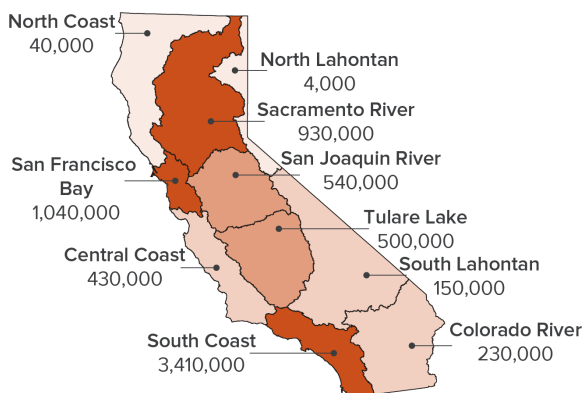 North Coast
40,000
North Lahontan
4,000
Sacramento River
930,000
San Joaquin River
540,000
San Francisco
Bay
1,040,000
Tulare Lake
500,000
Central Coast
430,000
South Lahontan
150,000
Colorado River
230,000
South Coast
3,410,000